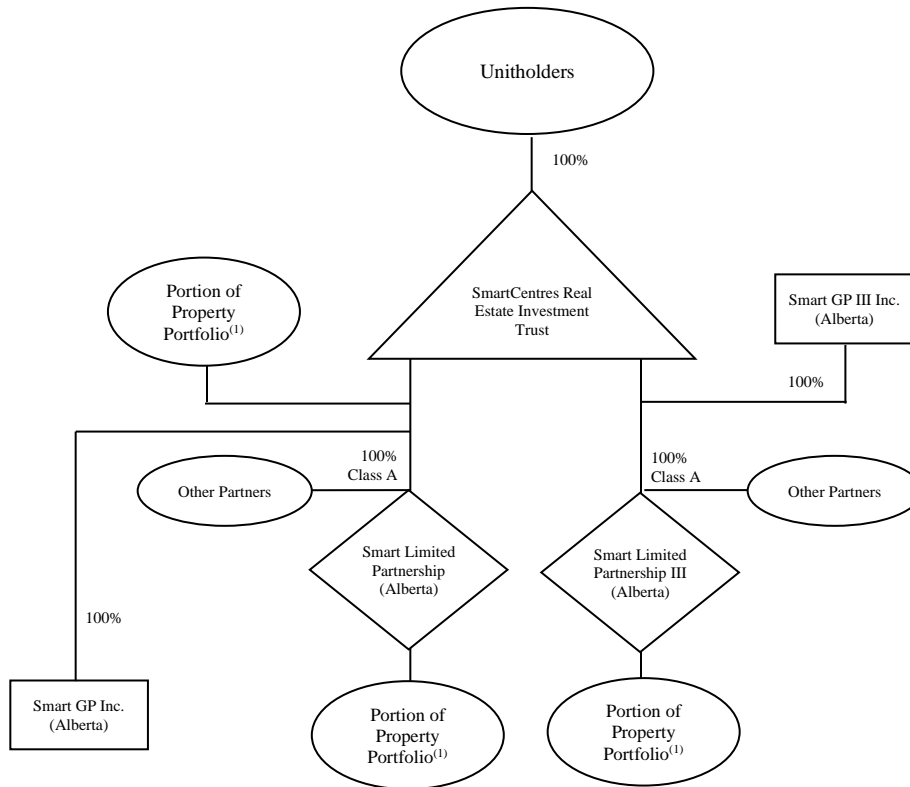 Unitholders
100%
SmartCentres Real
Estate Investment
Trust
Portion of
Property
Portfolio(1)
Smart GP III Inc.
(Alberta)
100%
100%
Class A
100%
Class A
Other Partners
Other Partners
Smart Limited
Partnership
(Alberta)
Smart Limited
Partnership III
(Alberta)
100%
Smart GP Inc.
(Alberta)
Portion of
Property
Portfolio(1)
Portion of
Property
Portfolio(1)